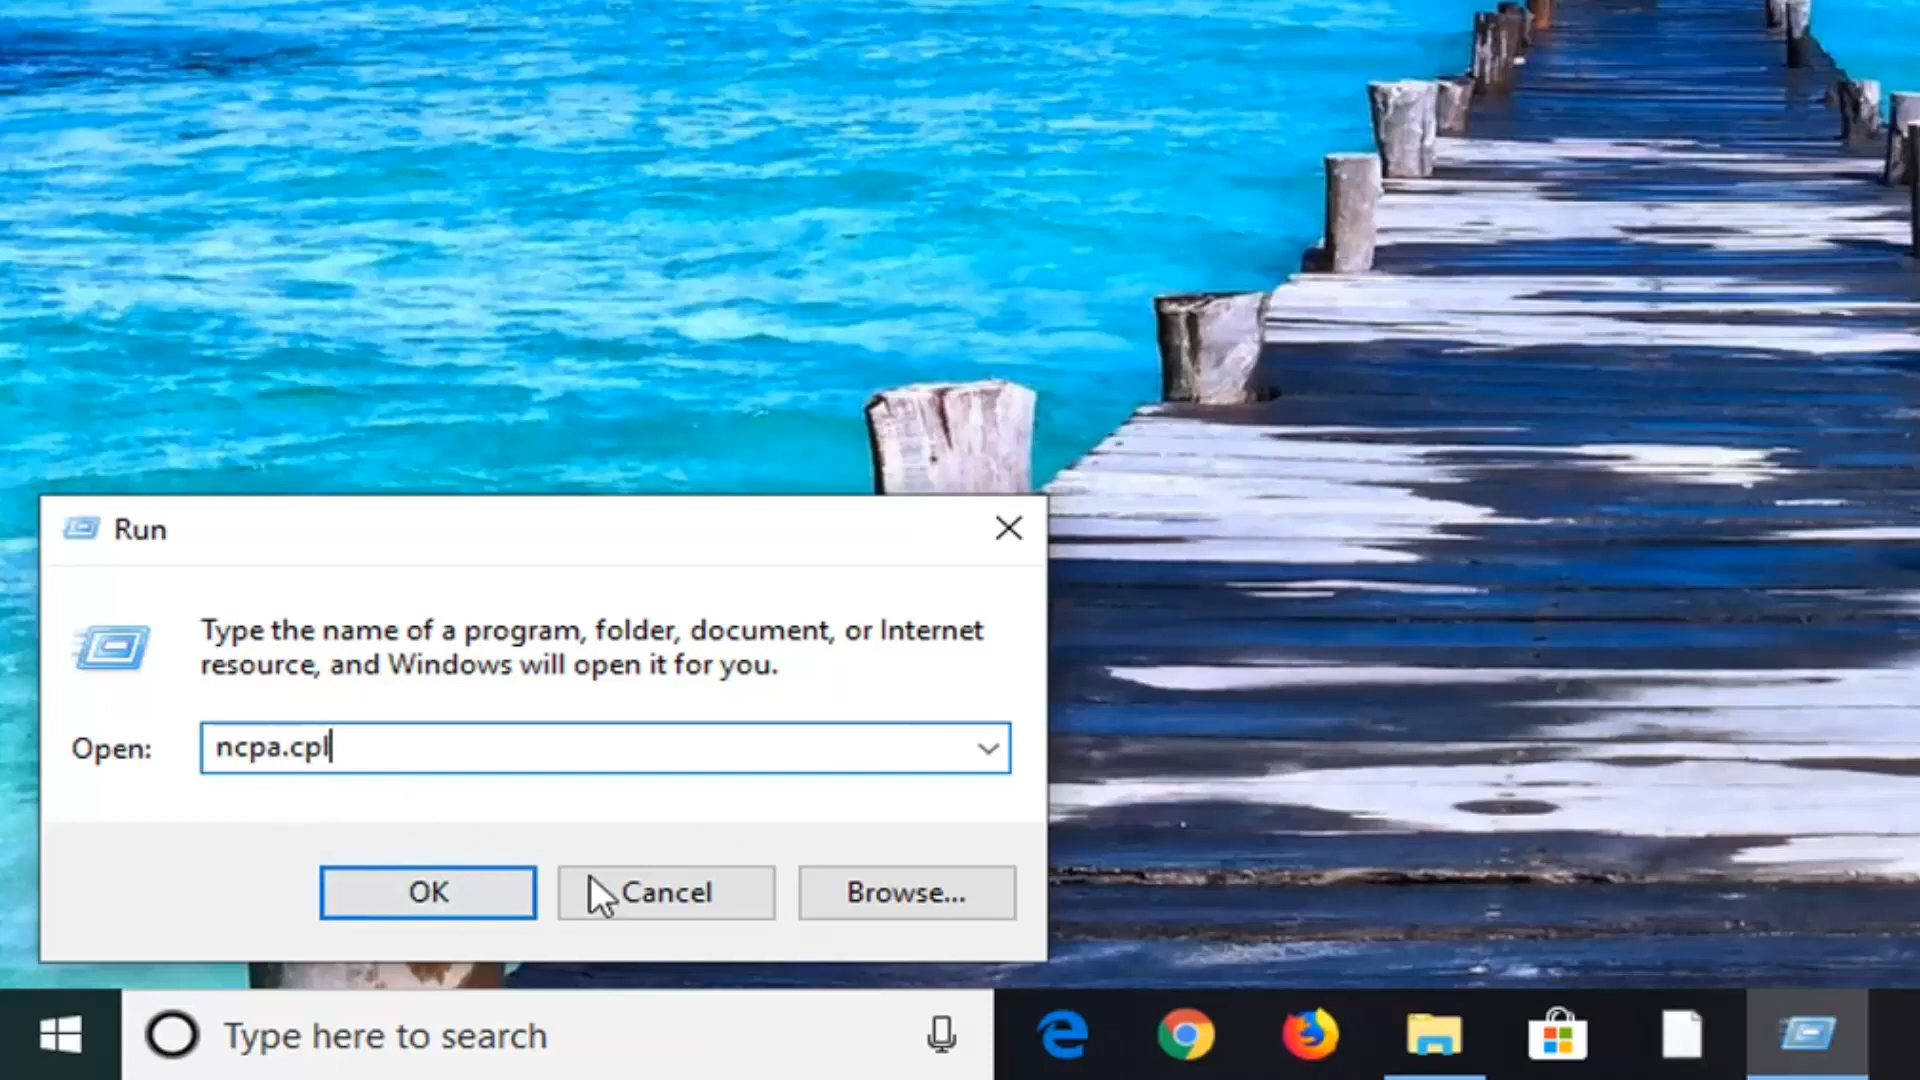 Run
Type the name of a program, folder, document, or Internet
resource, and Windows will open it for you.
Open: ncpa.cpl
OK Cancel Browse...
Type here to search